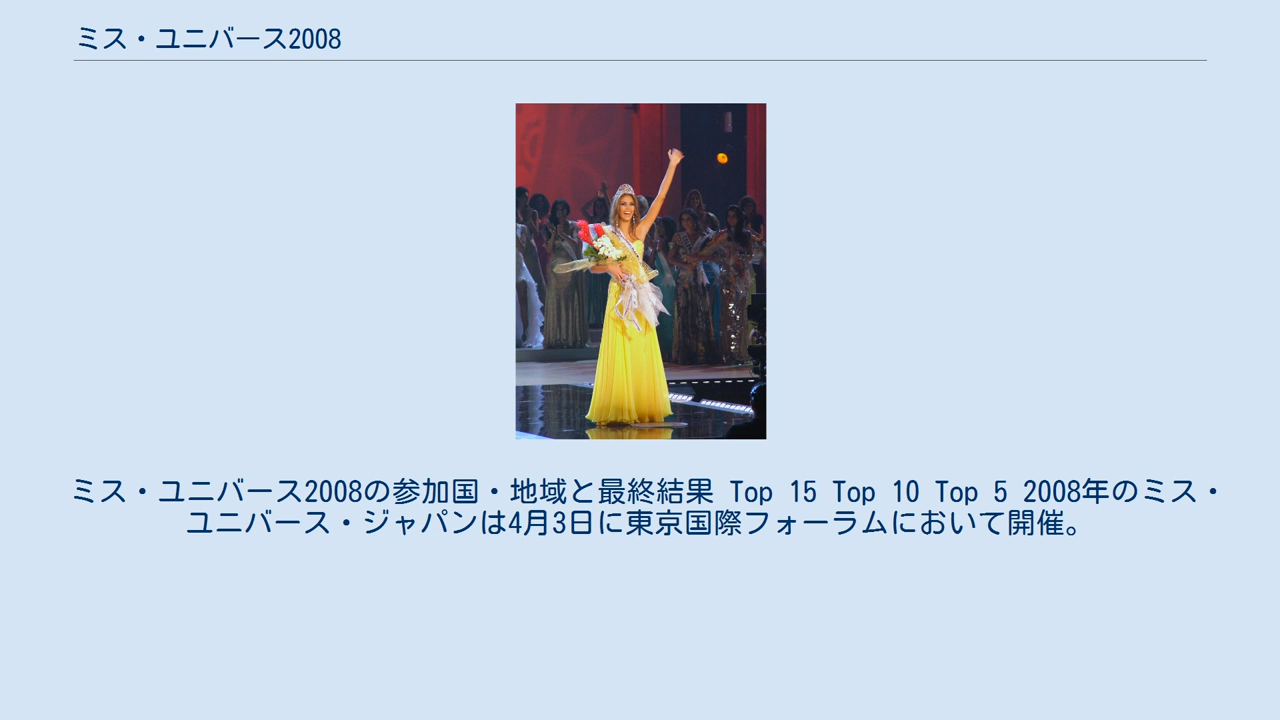 ミス・ユニバース2008
ミス・ユニバース2008の参加国・地域と最終結果 Top 15 Top 10 Top 5 2008年のミス・
ユニバース・ジャパンは4月3日に東京国際フォーラムにおいて開催。